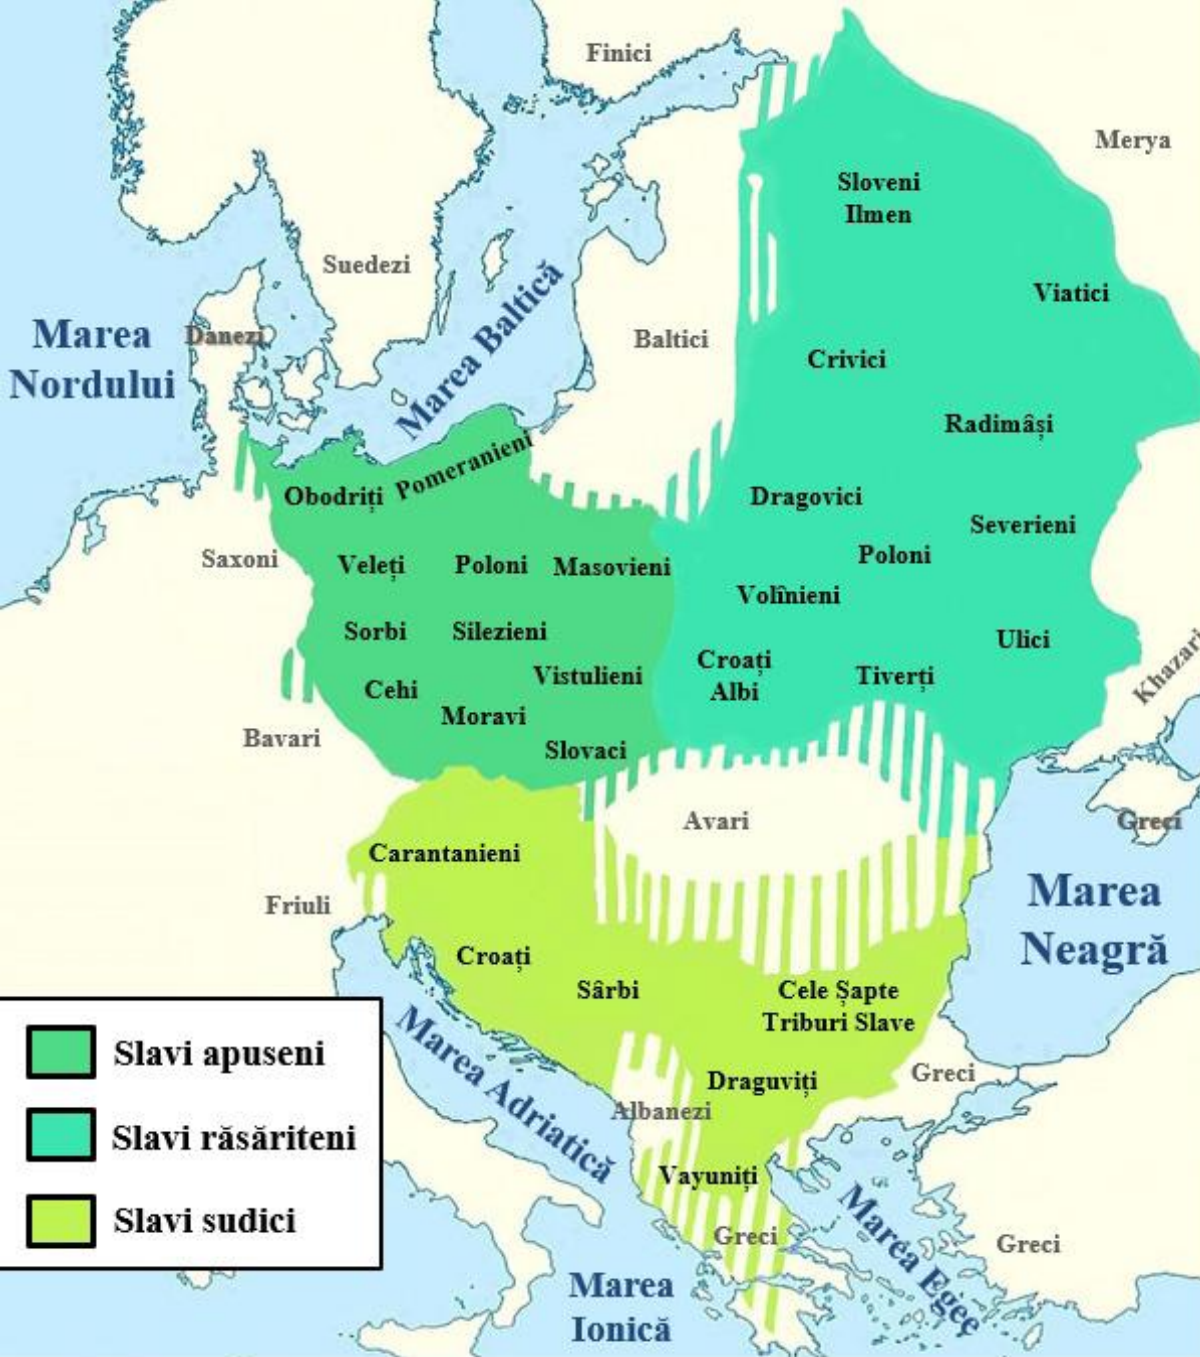 Finici
Merya
Sloveni
Ilmen
Suedezi
Viatici
Marea
Nordului
Danezi
Marea Baltică
Baltici
Crivici
Radimâși
Pomeranieni
Obodriți
Dragovici
Severieni
Saxoni
Veleți
Poloni
Masovieni
Poloni
Volînieni
Sorbi
Silezieni
Ulici
Croați
Albi
Vistulieni
Tiverți
Khazari
Cehi
Moravi
Bavari
Slovaci
Avari
Greci
Carantanieni
Marea
Neagră
Friuli
Croați
Sârbi
Cele Șapte
Triburi Slave
Marea Adriatică
Draguviți
Greci
Albanezi
Vayuniți
Greci
Marea Egee
Greci
Marea
Ionică
Slavi apuseni
Slavi răsăriteni
Slavi sudici